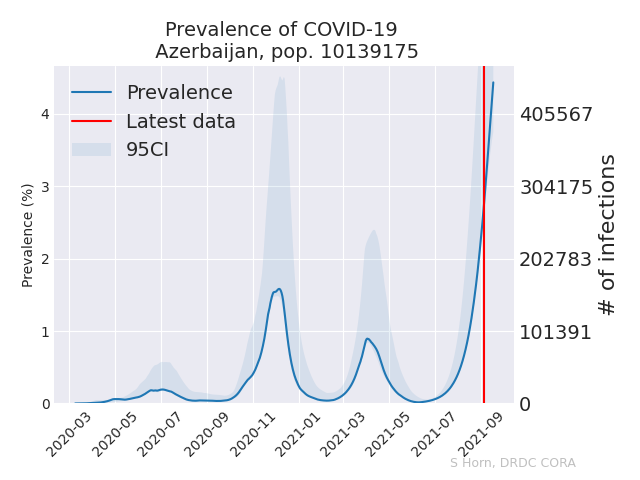 Prevalence of COVID-19
Azerbaijan, pop. 10139175
Prevalence
Latest data
95CI
Prevalence (%)
4
3
2
1
0
405567
304175
202783
101391
0
# of infections
2020-03
2020-05
2020-07
2020-09
2020-11
2021-01
2021-03
2021-05
2021-07
2021-09
S Horn, DRDC CORA